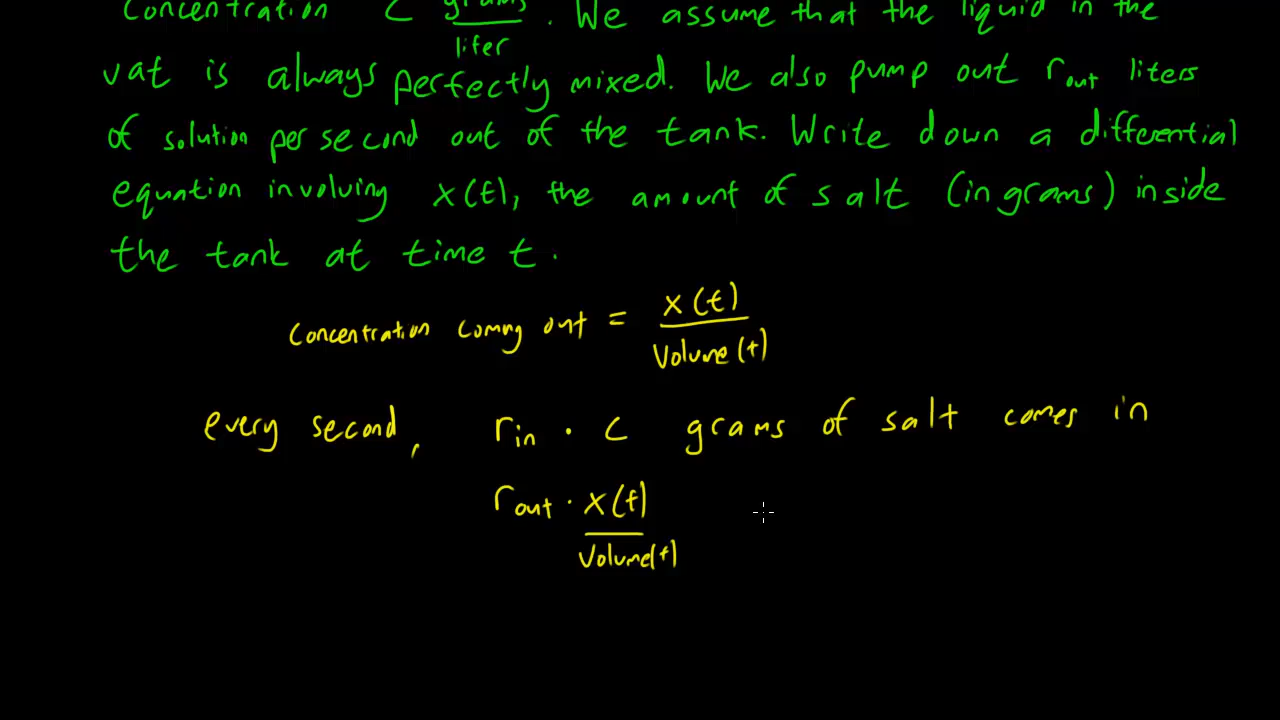 Concentration C grams/liter. We assume that the liquid in the
vat is always perfectly mixed. We also pump out r_out liters
of solution per second out of the tank. Write down a differential
equation involving x(t), the amount of salt (in grams) inside
the tank at time t.
Concentration coming out = x(t)/Volume(t)
every second, r_in · C grams of salt comes in
r_out · x(t)/Volume(t)